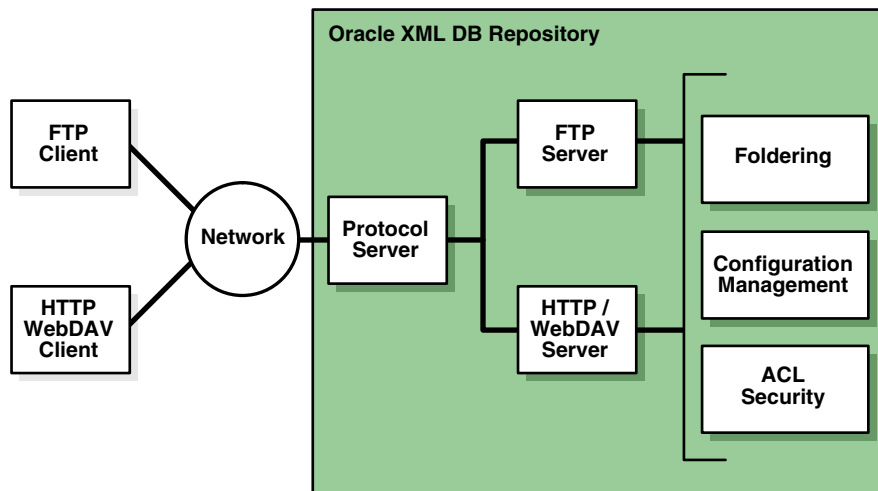 Oracle XML DB Repository
FTP
Client
HTTP
WebDAV
Client
Network
Protocol
Server
FTP
Server
HTTP /
WebDAV
Server
Foldering
Configuration
Management
ACL
Security